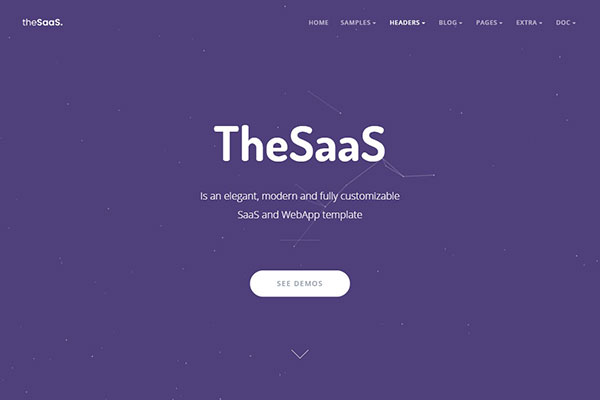 theSaaS.
HOME SAMPLES HEADERS BLOG PAGES EXTRA DOC
TheSaaS
Is an elegant, modern and fully customizable
SaaS and WebApp template
SEE DEMOS